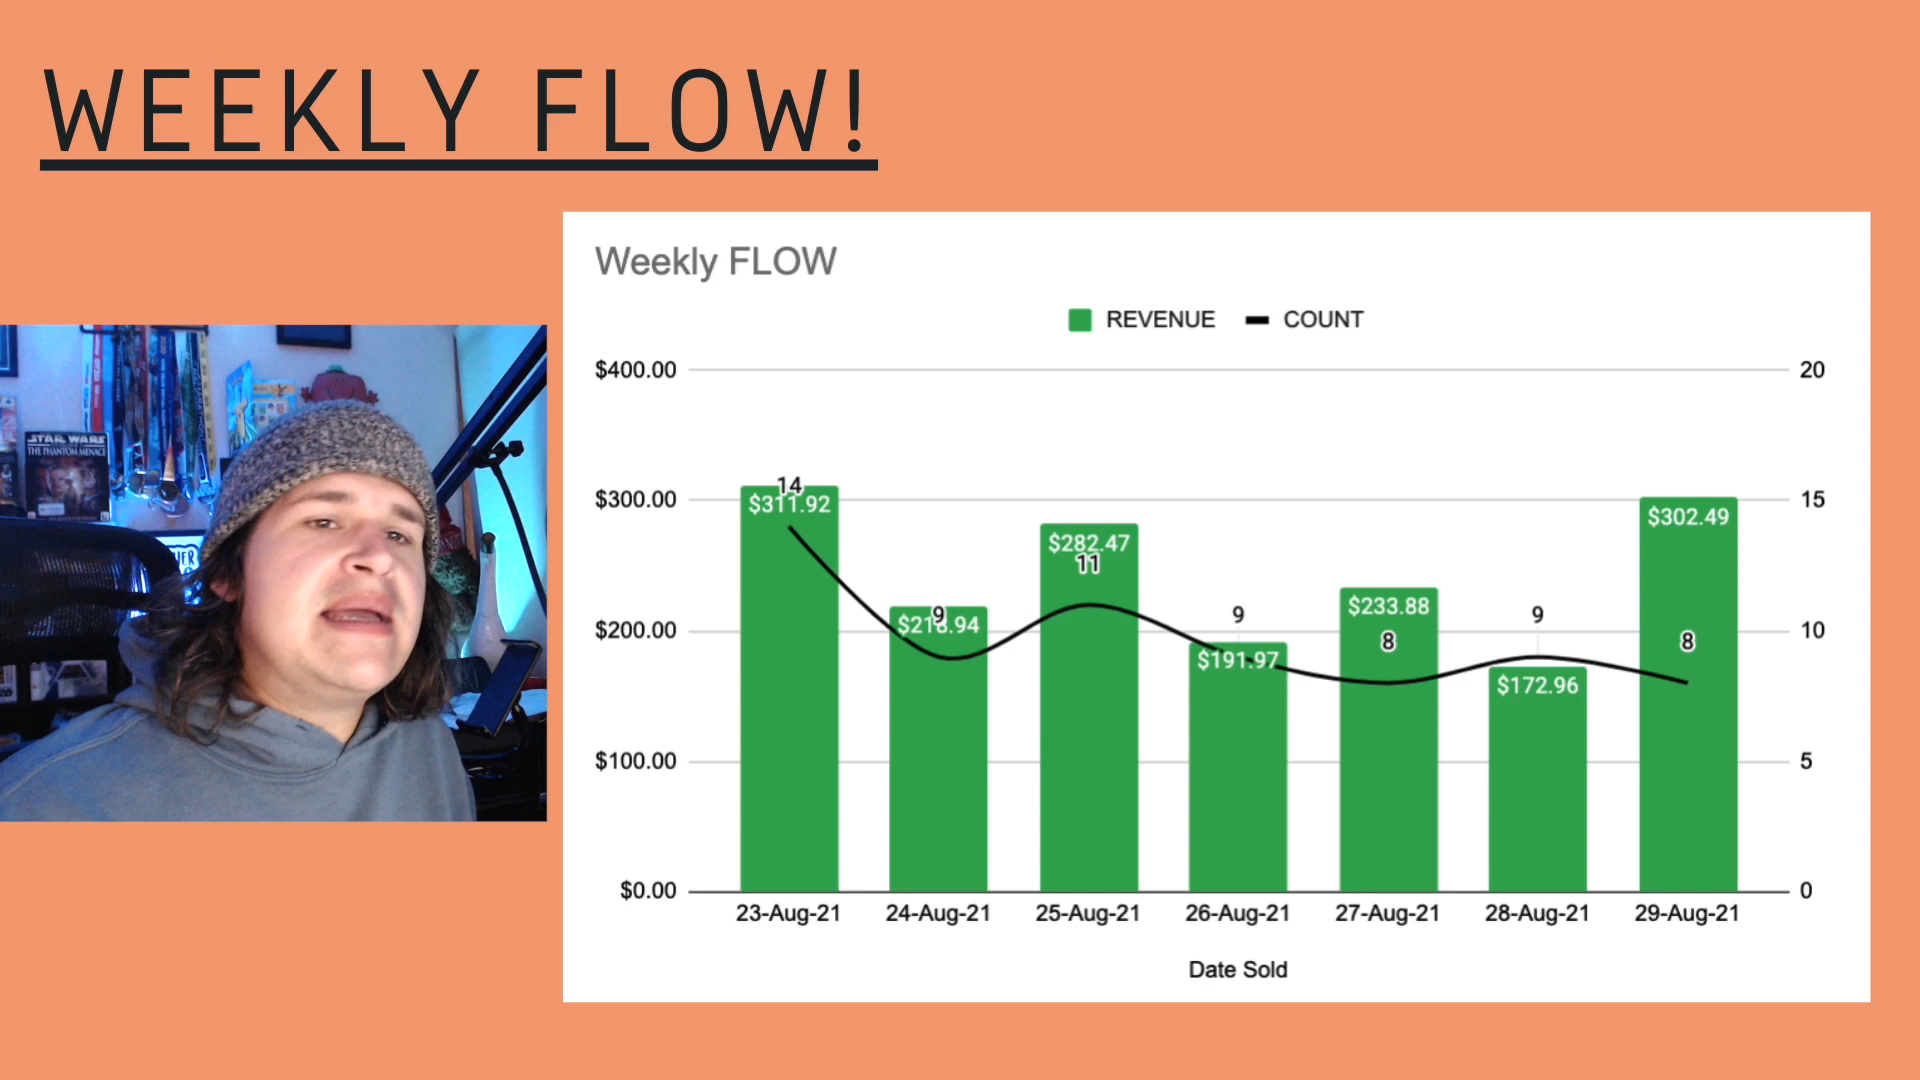 WEEKLY FLOW!
Weekly FLOW
REVENUE COUNT
$400.00 20
$300.00 15
$200.00 10
$100.00 5
$0.00 0
14 9 11 9 8 9 8
$311.92 $282.47 $191.97 $233.88 $172.96 $302.49
23-Aug-21 24-Aug-21 25-Aug-21 26-Aug-21 27-Aug-21 28-Aug-21 29-Aug-21
Date Sold
STAR WARS
THE PHANTOM MENACE